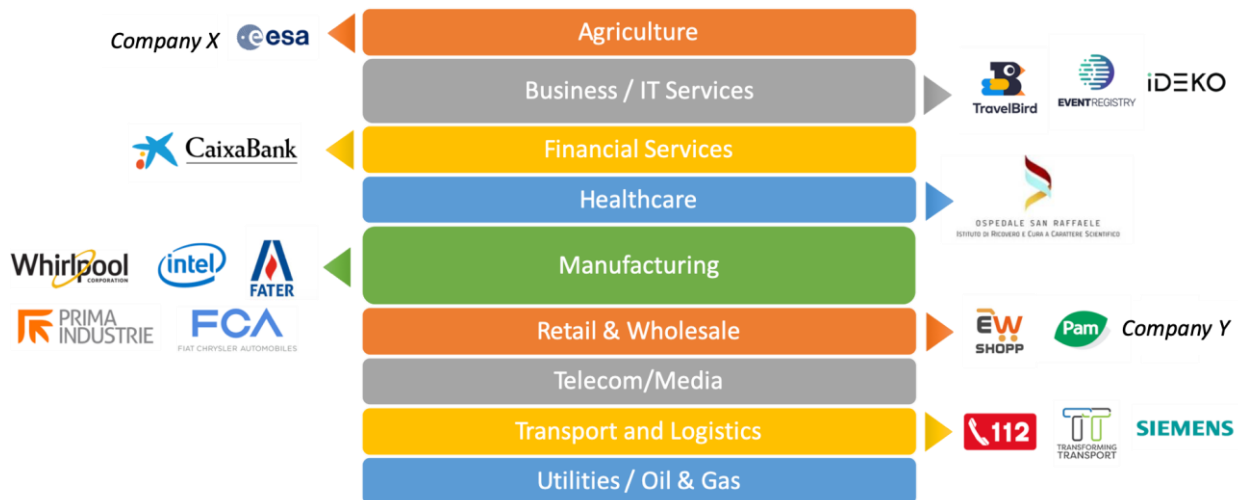 Company X
esa
Agriculture
Business / IT Services
TravelBird
EVENTREGISTRY
iDEKO
CaixaBank
Financial Services
Healthcare
OSPEDALE SAN RAFFAELE
ISTITUTO DI RICOVERO E CURA A CARATTERE SCIENTIFICO
Whirlpool
CORPORATION
intel
FATER
Manufacturing
PRIMA
INDUSTRIE
FCA
FIAT CHRYSLER AUTOMOBILES
Retail & Wholesale
EW
SHOPP
Pam
Company Y
Telecom/Media
Transport and Logistics
112
TT
TRANSFORMING
TRANSPORT
SIEMENS
Utilities / Oil & Gas